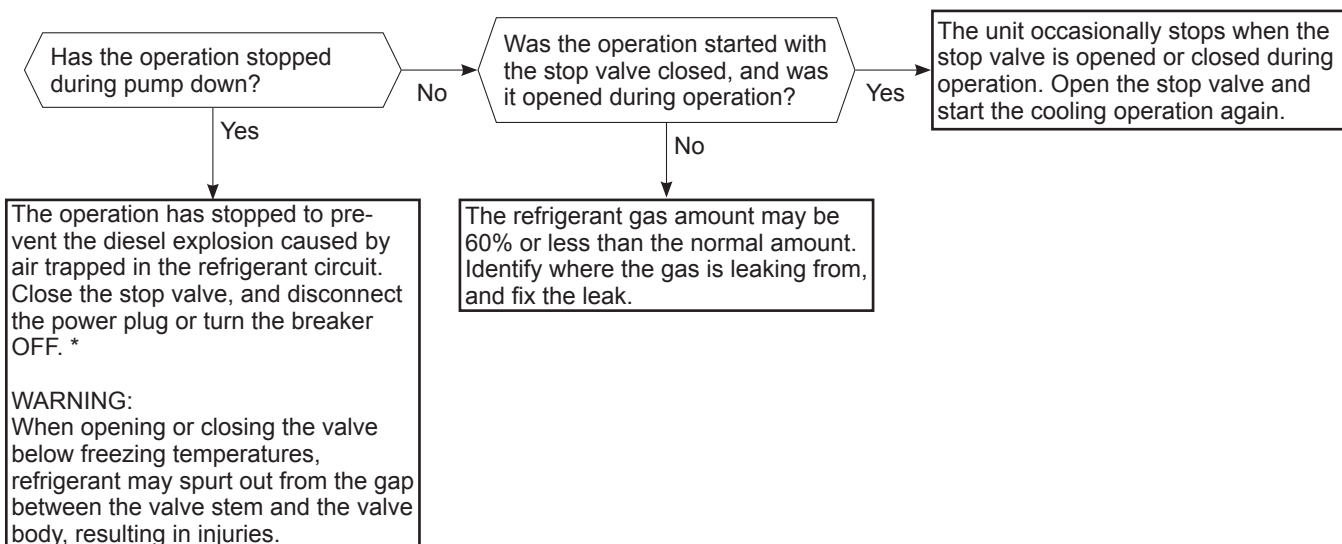 Has the operation stopped
during pump down?
No
Yes
Was the operation started with
the stop valve closed, and was
it opened during operation?
Yes
No
The unit occasionally stops when the
stop valve is opened or closed during
operation. Open the stop valve and
start the cooling operation again.
The operation has stopped to pre-
vent the diesel explosion caused by
air trapped in the refrigerant circuit.
Close the stop valve, and disconnect
the power plug or turn the breaker
OFF. *
WARNING:
When opening or closing the valve
below freezing temperatures,
refrigerant may spurt out from the gap
between the valve stem and the valve
body, resulting in injuries.
The refrigerant gas amount may be
60% or less than the normal amount.
Identify where the gas is leaking from,
and fix the leak.